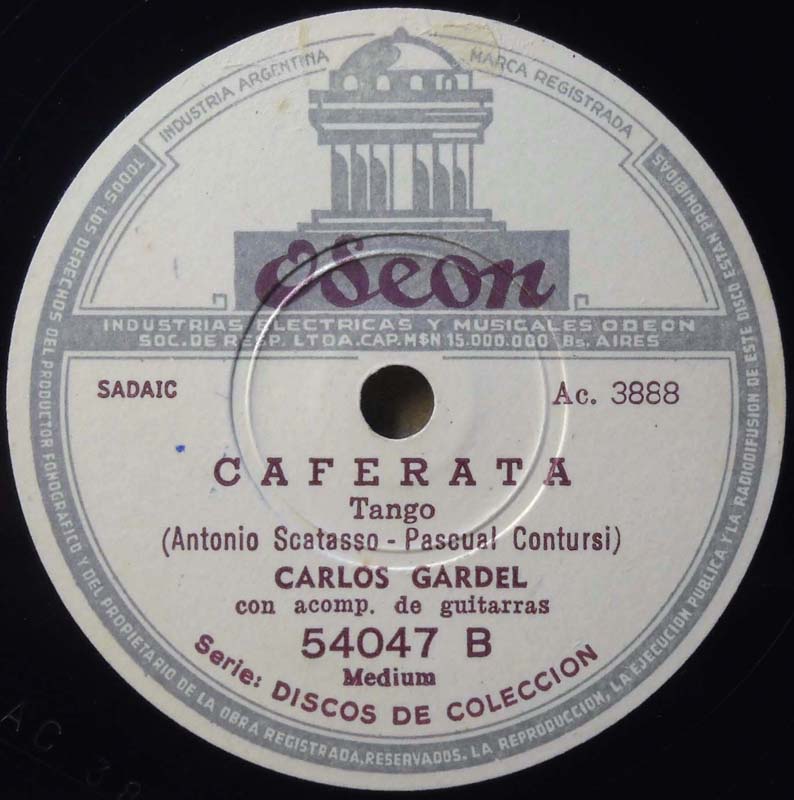 INDUSTRIA ARGENTINA
MARCA REGISTRADA
Odeon
INDUSTRIAS ELECTRICAS Y MUSICALES ODEON
SOC. DE RESP. LTDA. CAP. M$N 15.000.000 Bs. AIRES
SADAIC
Ac. 3888
CAFERATA
Tango
(Antonio Scatasso - Pascual Contursi)
CARLOS GARDEL
con acomp. de guitarras
54047 B
Medium
Serie: DISCOS DE COLECCION
TODOS LOS DERECHOS DEL PRODUCTOR FONOGRAFICO Y DEL PROPIETARIO DE LA OBRA REGISTRADA, RESERVADOS. LA REPRODUCCION, LA EJECUCION PUBLICA Y LA RADIODIFUSION DE ESTE DISCO ESTAN PROHIBIDAS